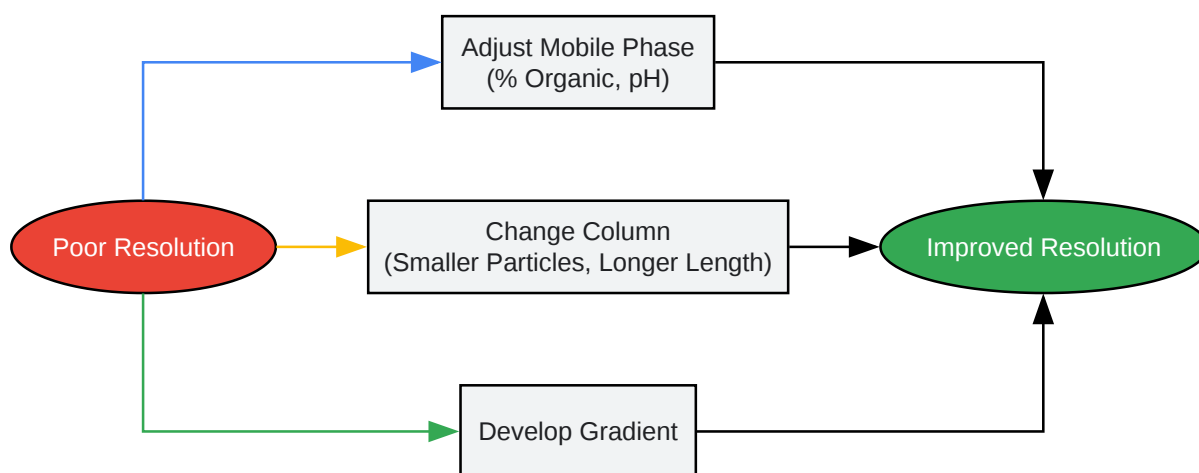 Adjust Mobile Phase
(% Organic, pH)
Poor Resolution
Change Column
(Smaller Particles, Longer Length)
Improved Resolution
Develop Gradient